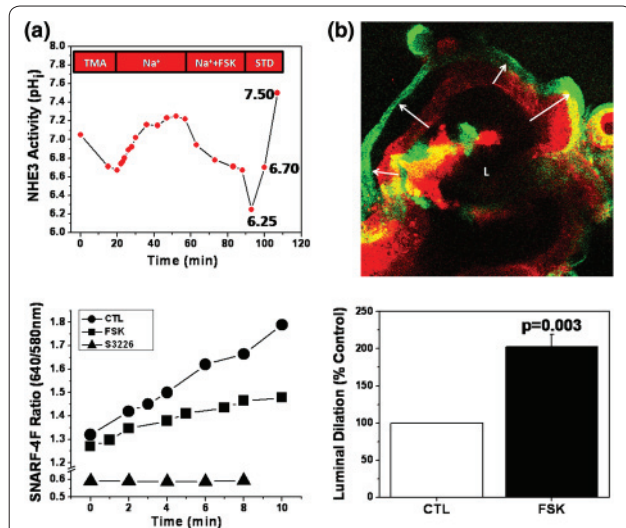 (a)
TMA Na⁺ Na⁺+FSK STD
NHE3 Activity (pHi)
8.0
7.8
7.6
7.4
7.2
7.0
6.8
6.6
6.4
6.2
6.0
7.50
6.70
6.25
0 20 40 60 80 100 120
Time (min)
(b)
L
SNARF-4F Ratio (640/580nm)
1.8
1.7
1.6
1.5
1.4
1.3
1.2
0.6
0.5
CTL
FSK
S3226
0 2 4 6 8 10
Time (min)
Luminal Dilation (% Control)
250
200
150
100
50
0
p=0.003
CTL FSK